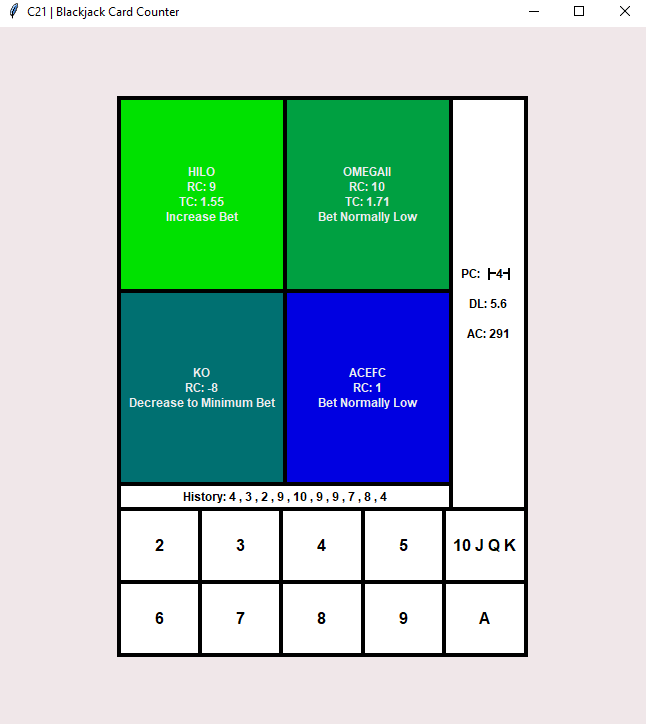 C21 | Blackjack Card Counter
HILO
RC: 9
TC: 1.55
Increase Bet
OMEGAII
RC: 10
TC: 1.71
Bet Normally Low
PC: ├4┤
DL: 5.6
AC: 291
KO
RC: -8
Decrease to Minimum Bet
ACEFC
RC: 1
Bet Normally Low
History: 4 , 3 , 2 , 9 , 10 , 9 , 9 , 7 , 8 , 4
2 3 4 5 10 J Q K
6 7 8 9 A